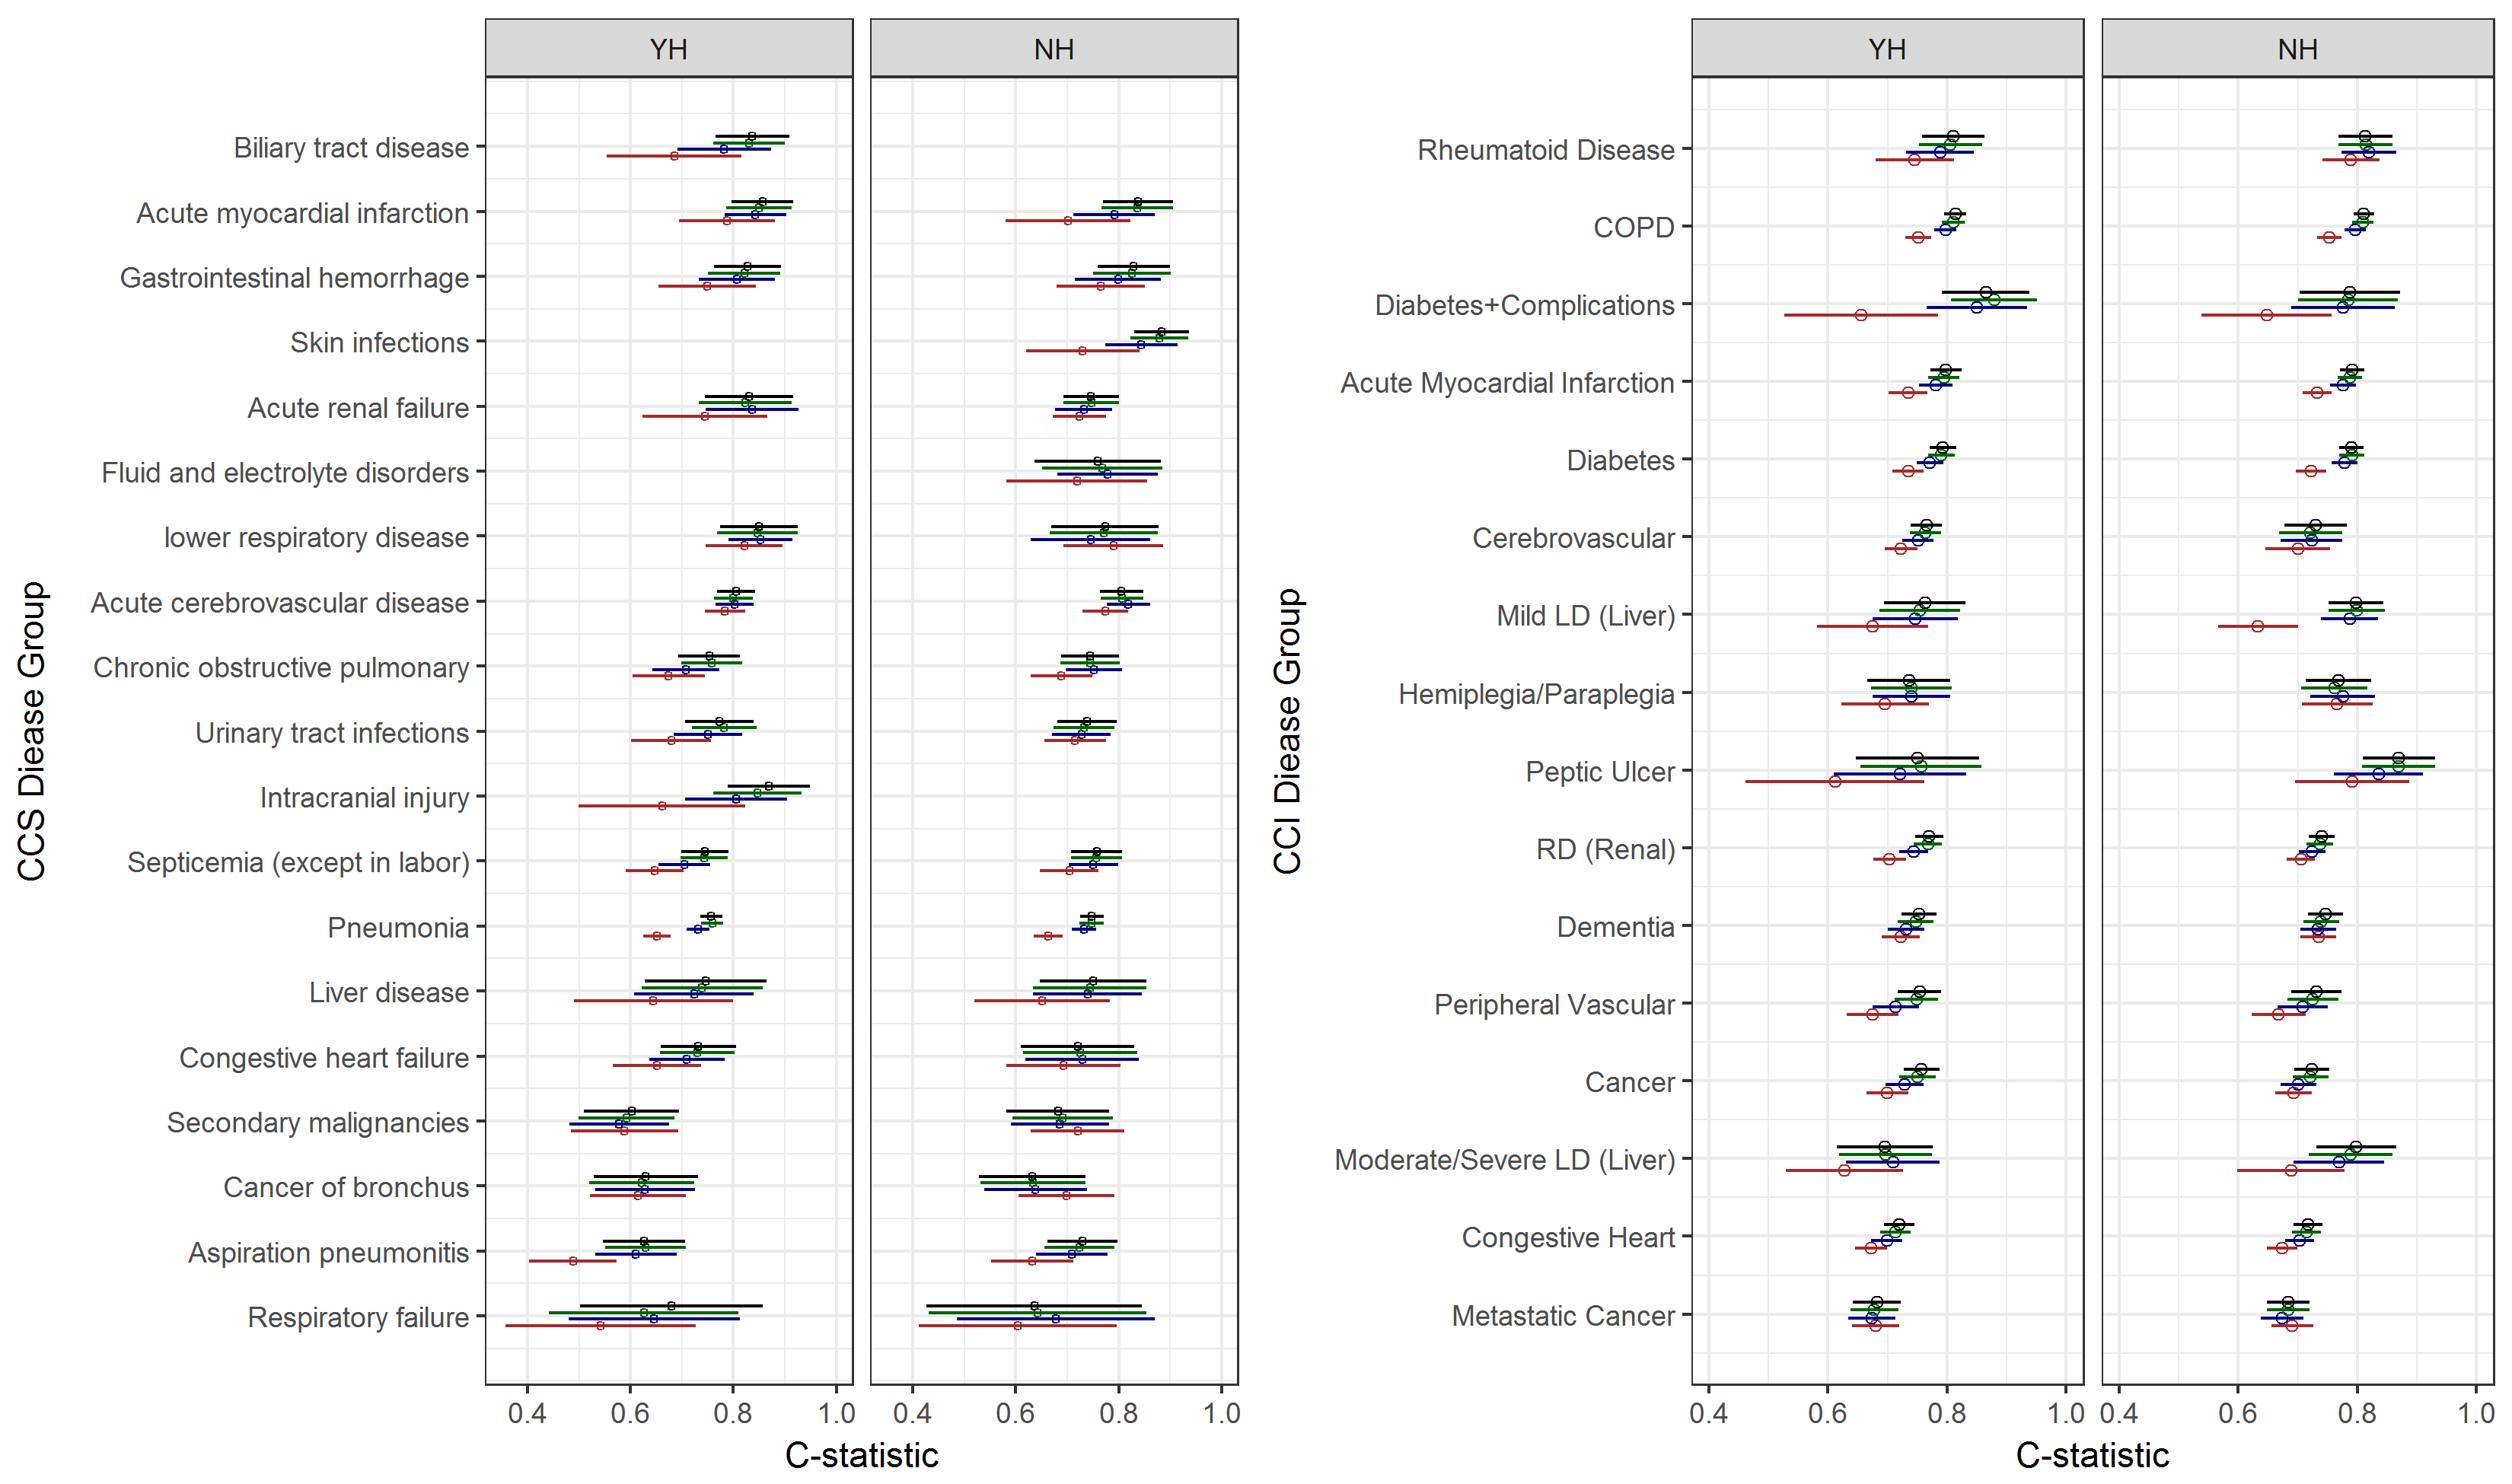 YH
NH
YH
NH
CCS Diease Group
Biliary tract disease
Acute myocardial infarction
Gastrointestinal hemorrhage
Skin infections
Acute renal failure
Fluid and electrolyte disorders
lower respiratory disease
Acute cerebrovascular disease
Chronic obstructive pulmonary
Urinary tract infections
Intracranial injury
Septicemia (except in labor)
Pneumonia
Liver disease
Congestive heart failure
Secondary malignancies
Cancer of bronchus
Aspiration pneumonitis
Respiratory failure
0.4 0.6 0.8 1.0
0.4 0.6 0.8 1.0
C-statistic
CCI Diease Group
Rheumatoid Disease
COPD
Diabetes+Complications
Acute Myocardial Infarction
Diabetes
Cerebrovascular
Mild LD (Liver)
Hemiplegia/Paraplegia
Peptic Ulcer
RD (Renal)
Dementia
Peripheral Vascular
Cancer
Moderate/Severe LD (Liver)
Congestive Heart
Metastatic Cancer
0.4 0.6 0.8 1.0
0.4 0.6 0.8 1.0
C-statistic